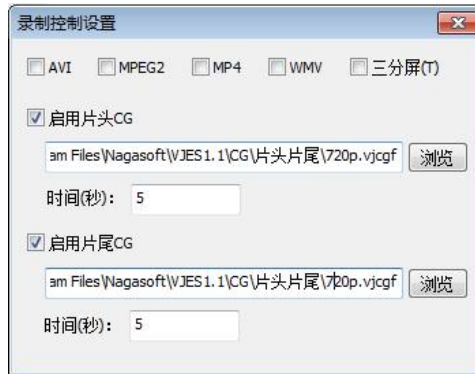 录制控制设置
AVI MPEG2 MP4 WMV 三分屏(T)
启用片头CG
am Files\Nagasoft\VJES1.1\CG\片头片尾\720p.vjcgf 浏览
时间(秒): 5
启用片尾CG
am Files\Nagasoft\VJES1.1\CG\片头片尾\720p.vjcgf 浏览
时间(秒): 5